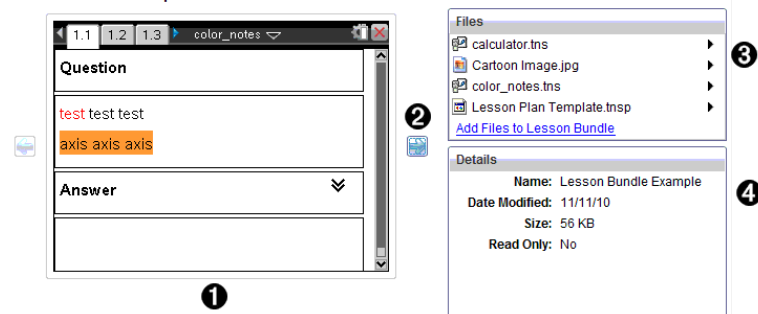 1.1 1.2 1.3 color_notes
Question
test test test
axis axis axis
Answer
1
2
Files
calculator.tns
Cartoon Image.jpg
color_notes.tns
Lesson Plan Template.tnsp
Add Files to Lesson Bundle
3
Details
Name: Lesson Bundle Example
Date Modified: 11/11/10
Size: 56 KB
Read Only: No
4